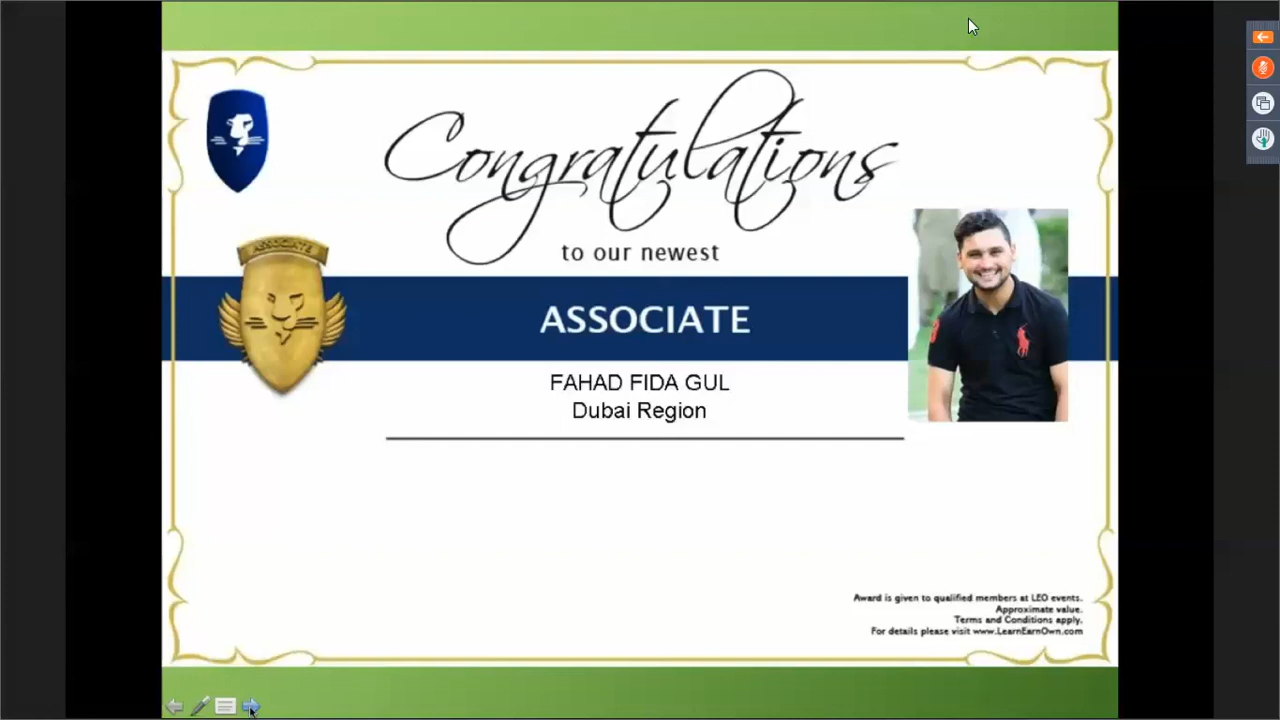 Congratulations
to our newest
ASSOCIATE
ASSOCIATE
FAHAD FIDA GUL
Dubai Region
Award is given to qualified members at LEO events.
Approximate value.
Terms and Conditions apply.
For details please visit www.LearnEarnOwn.com